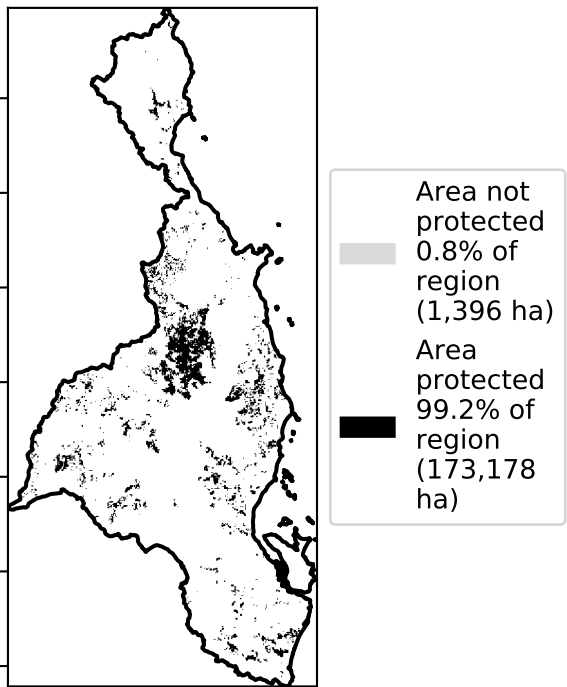 Area not
protected
0.8% of
region
(1,396 ha)
Area
protected
99.2% of
region
(173,178
ha)